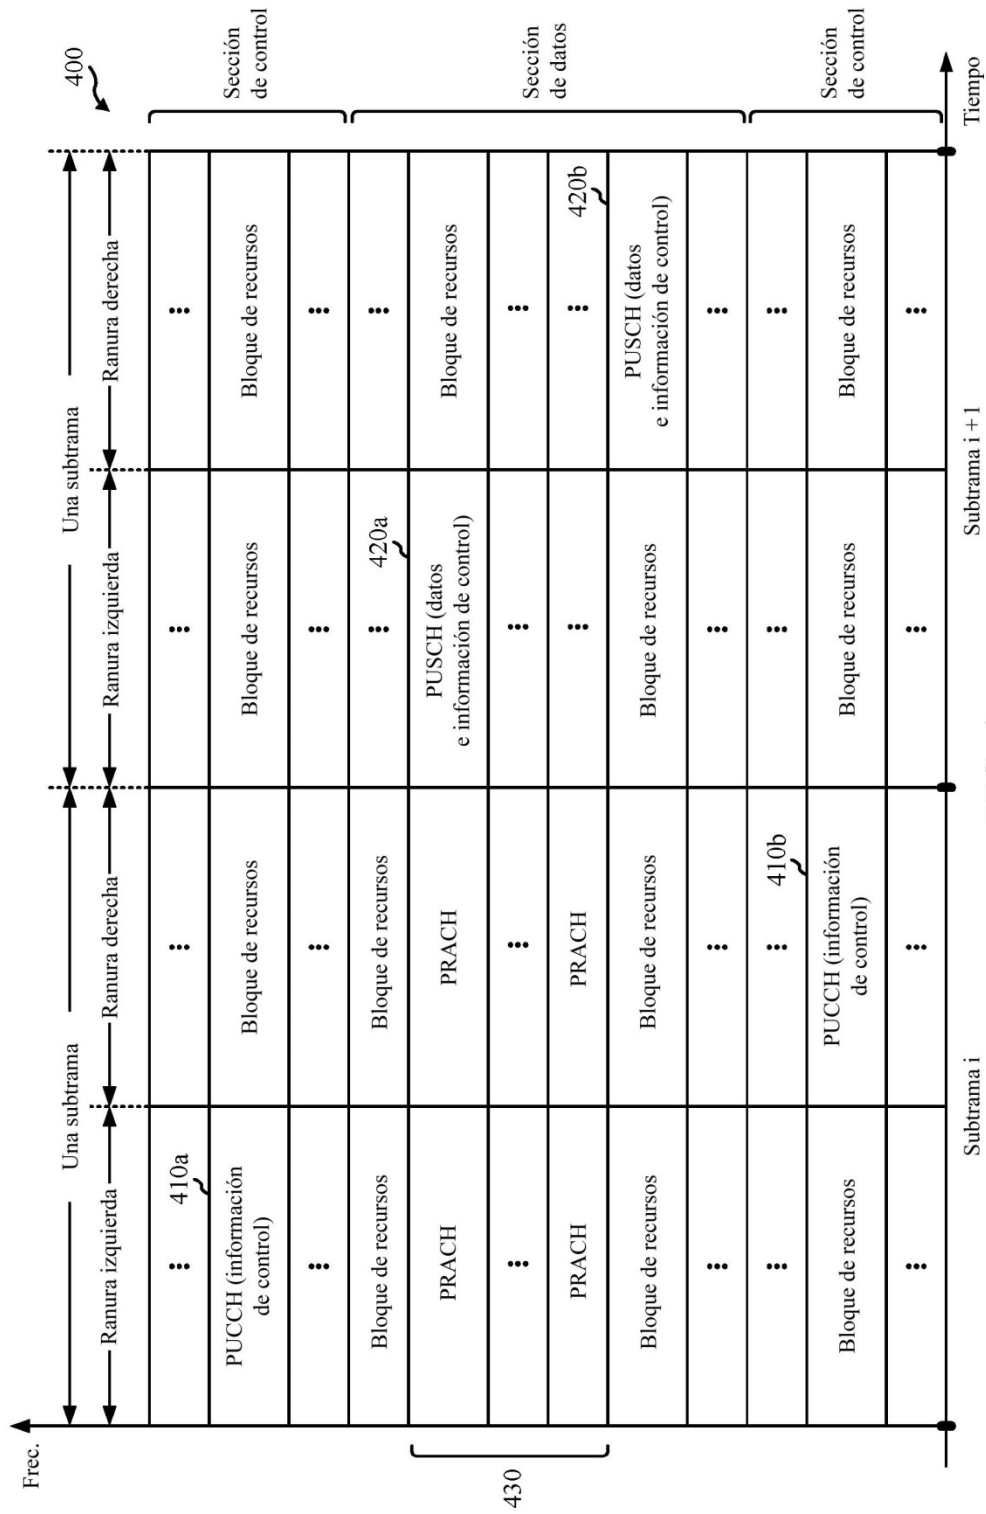 Frec.
400
Una subtrama
Una subtrama
Ranura izquierda
Ranura derecha
Ranura izquierda
Ranura derecha
410a
PUCCH (información
de control)
Bloque de recursos
Bloque de recursos
Bloque de recursos
Sección
de control
Bloque de recursos
Bloque de recursos
420a
430
PRACH
PRACH
PUSCH (datos
e información de control)
Bloque de recursos
Sección
de datos
PRACH
PRACH
420b
Bloque de recursos
Bloque de recursos
Bloque de recursos
PUSCH (datos
e información de control)
410b
Bloque de recursos
PUCCH (información
de control)
Bloque de recursos
Bloque de recursos
Sección
de control
Subtrama i
Subtrama i + 1
Tiempo